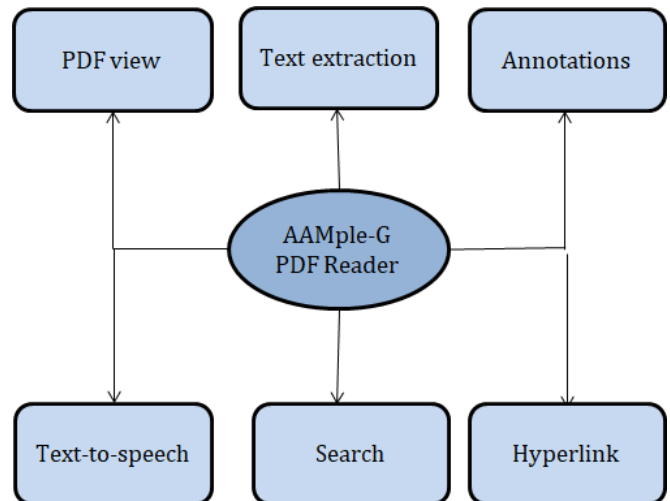 PDF view
Text extraction
Annotations
AAMple-G
PDF Reader
Text-to-speech
Search
Hyperlink